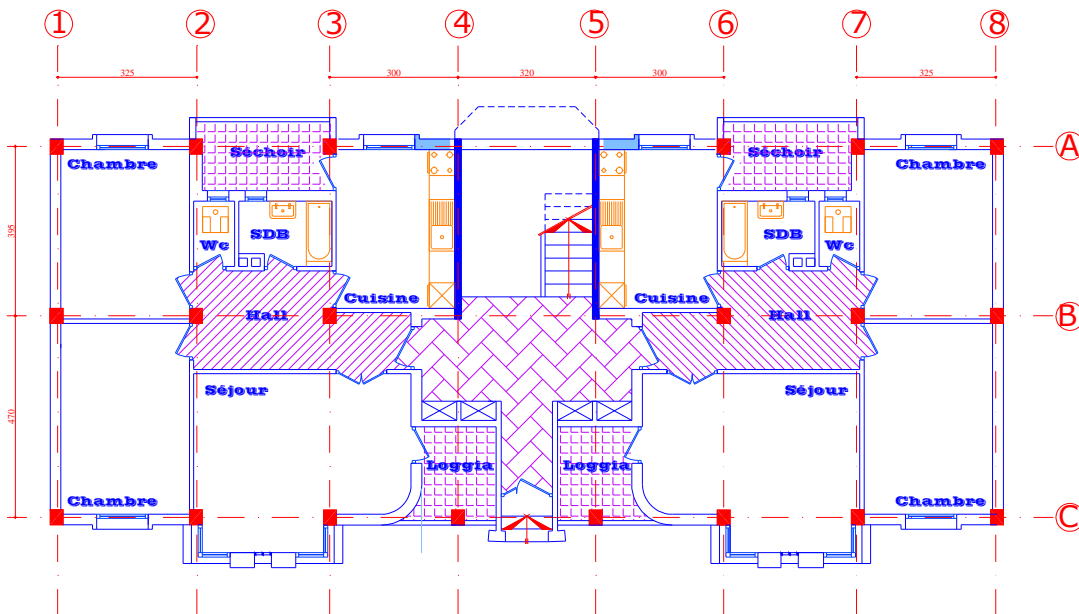 1 2 3 4 5 6 7 8
325 300 320 300 325
A
Séchoir Séchoir
Chambre Chambre
395
SDB SDB
Wc Wc
Cuisine Cuisine
Hall Hall
B
470
Séjour Séjour
Loggia Loggia
Chambre Chambre
C